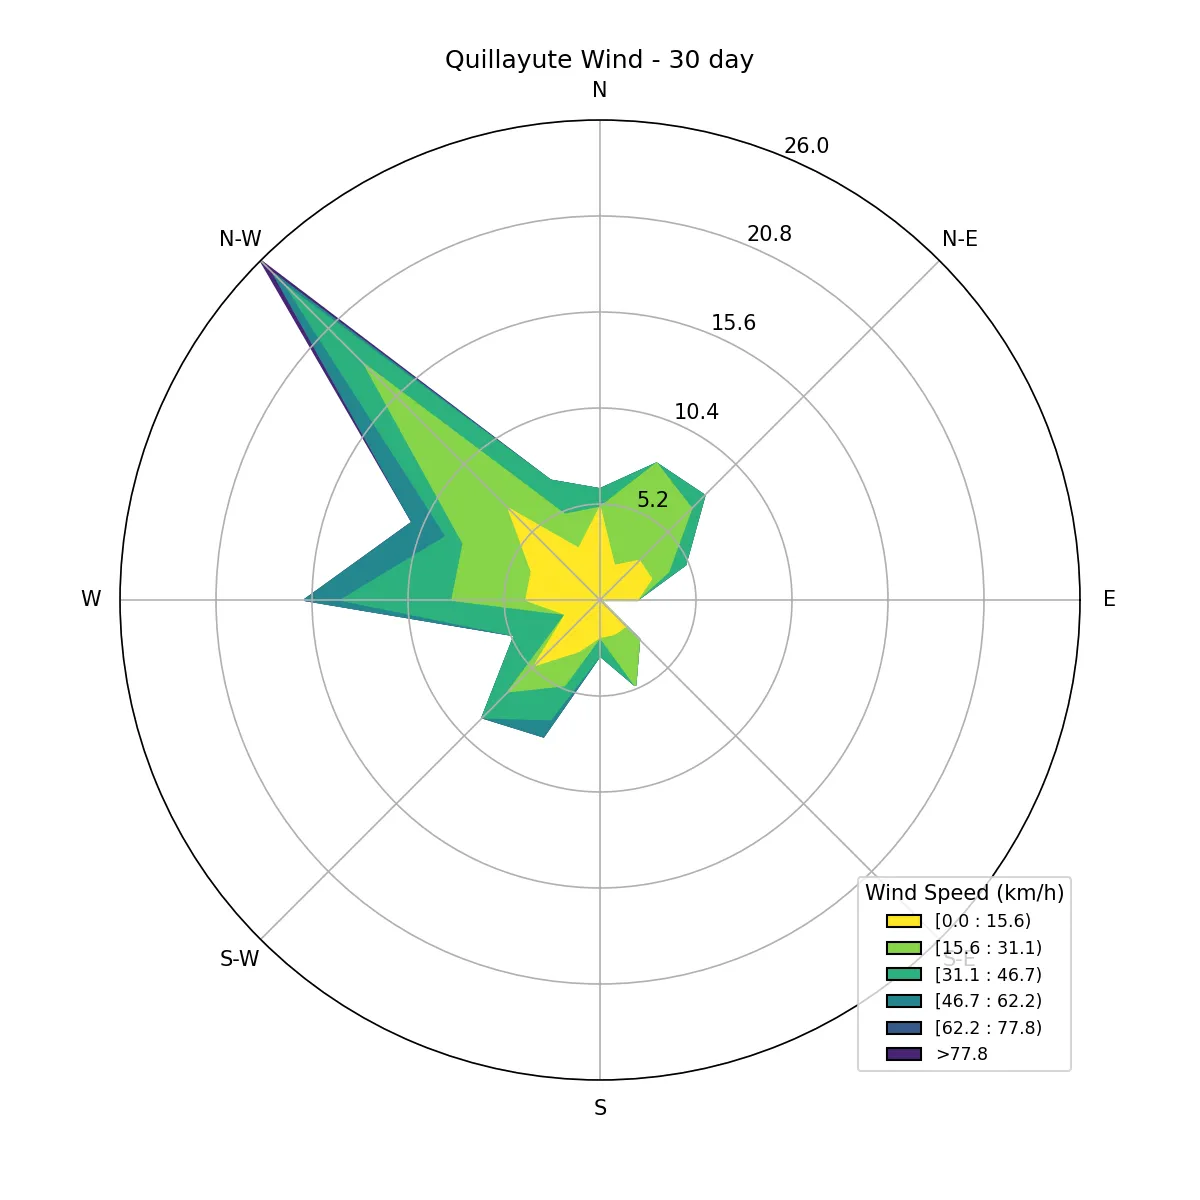 Quillayute Wind - 30 day
N
26.0
N-W
20.8
N-E
15.6
10.4
5.2
W
E
S-W
S-E
S
Wind Speed (km/h)
[0.0 : 15.6)
[15.6 : 31.1)
[31.1 : 46.7)
[46.7 : 62.2)
[62.2 : 77.8)
>77.8